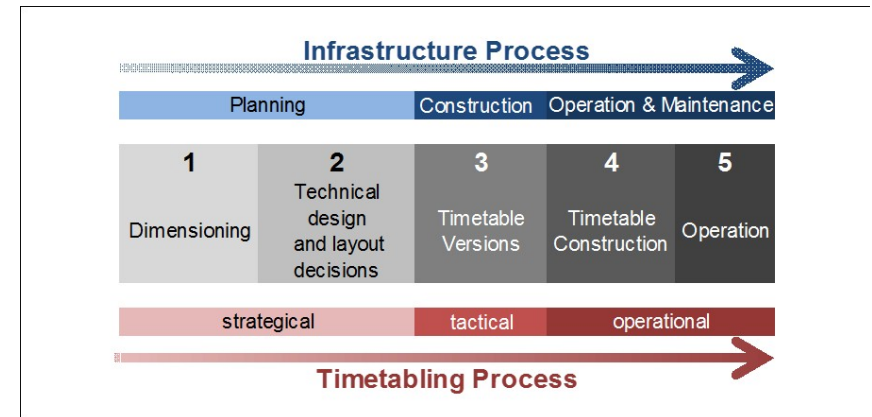 Infrastructure Process
Planning
Construction
Operation & Maintenance
1
Dimensioning
2
Technical
design
and layout
decisions
3
Timetable
Versions
4
Timetable
Construction
5
Operation
strategical
tactical
operational
Timetabling Process